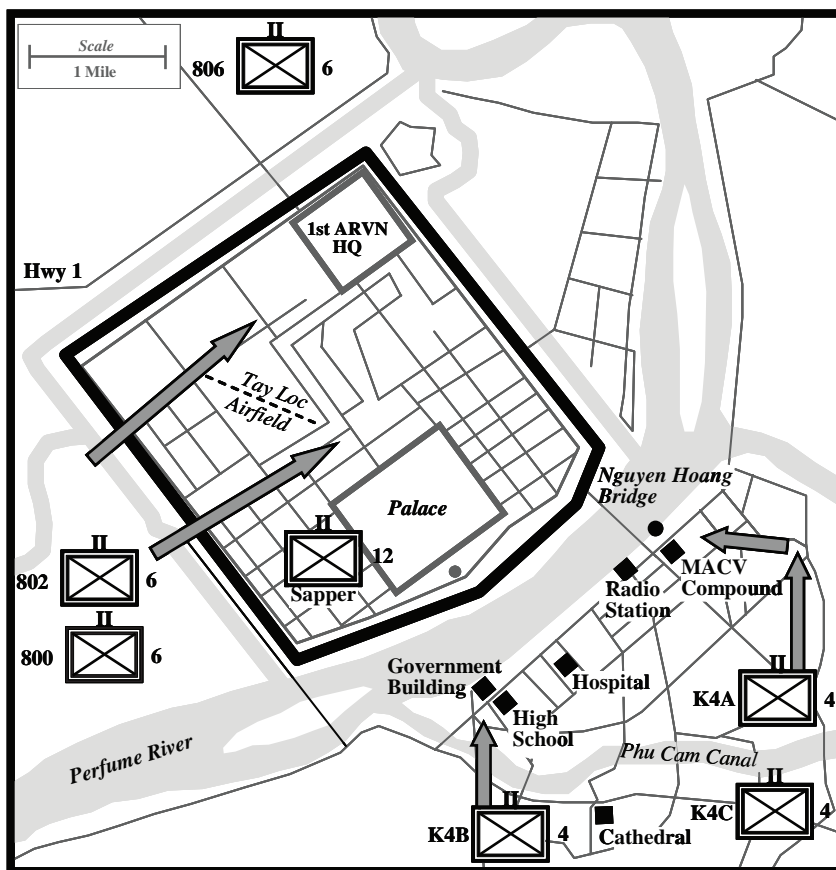 Scale
1 Mile
II
806 6
1st ARVN
HQ
Hwy 1
Tay Loc
Airfield
Nguyen Hoang
Bridge
Palace
II
12
Sapper
II
802 6
MACV
Compound
Radio
Station
II
800 6
Government
Building
Hospital
II
K4A 4
High
School
Perfume River
Phu Cam Canal
II
K4C 4
II
K4B 4
Cathedral